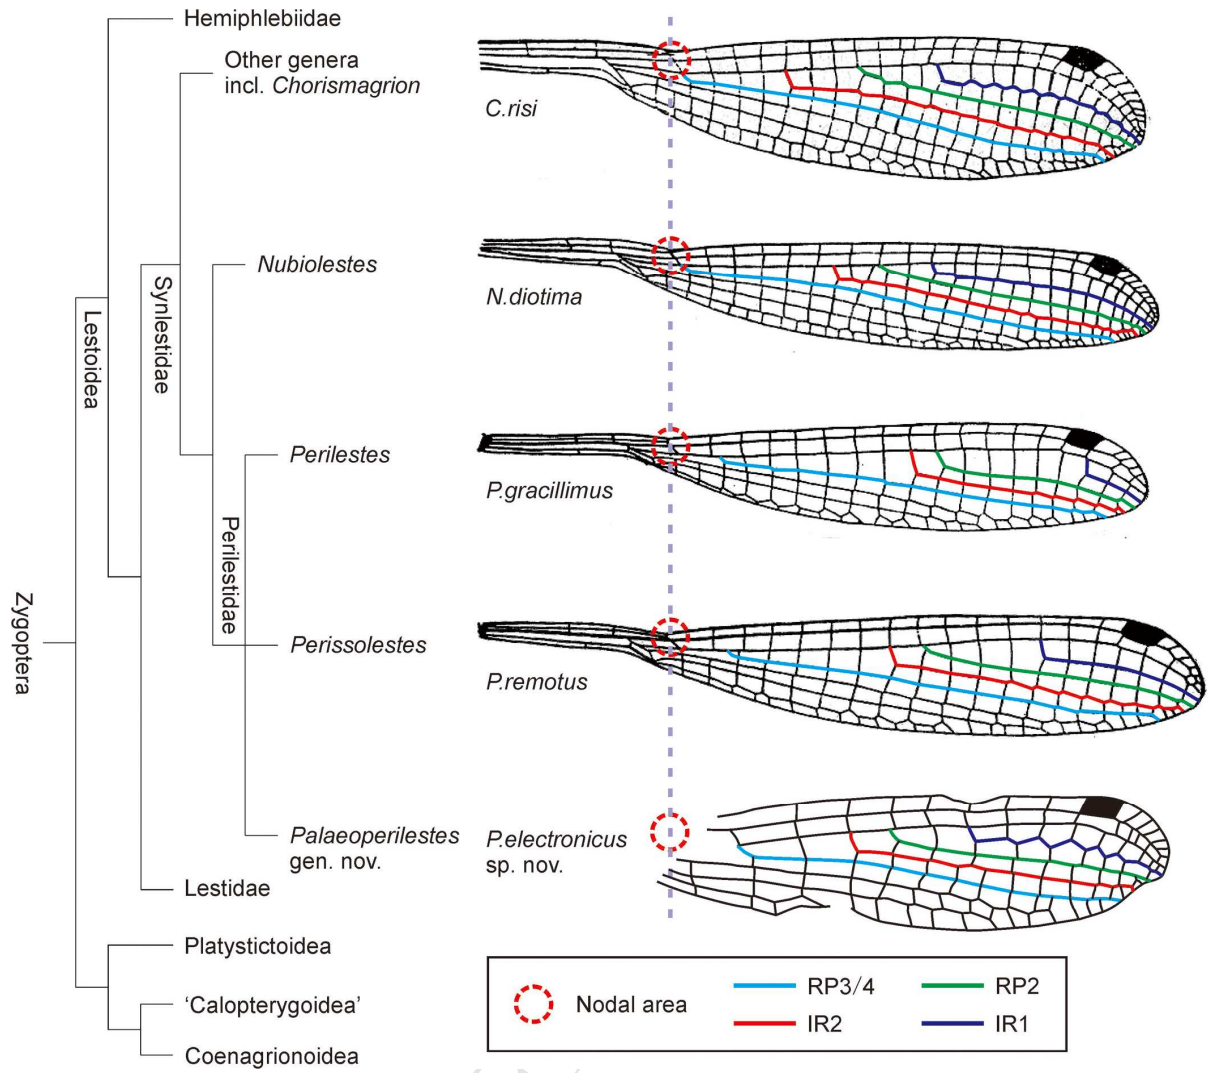 Hemiphlebiidae
Other genera
incl. Chorismagrion
C.risi
Nubiolestes
N.diotima
Synlestidae
Lestoidea
Perilestes
P.gracillimus
Perilestidae
Zygoptera
Perissolestes
P.remotus
Palaeoperilestes
gen. nov.
P.electronicus
sp. nov.
Lestidae
Platystictoidea
‘Calopterygoidea’
Coenagrionoidea
Nodal area
RP3/4
RP2
IR2
IR1